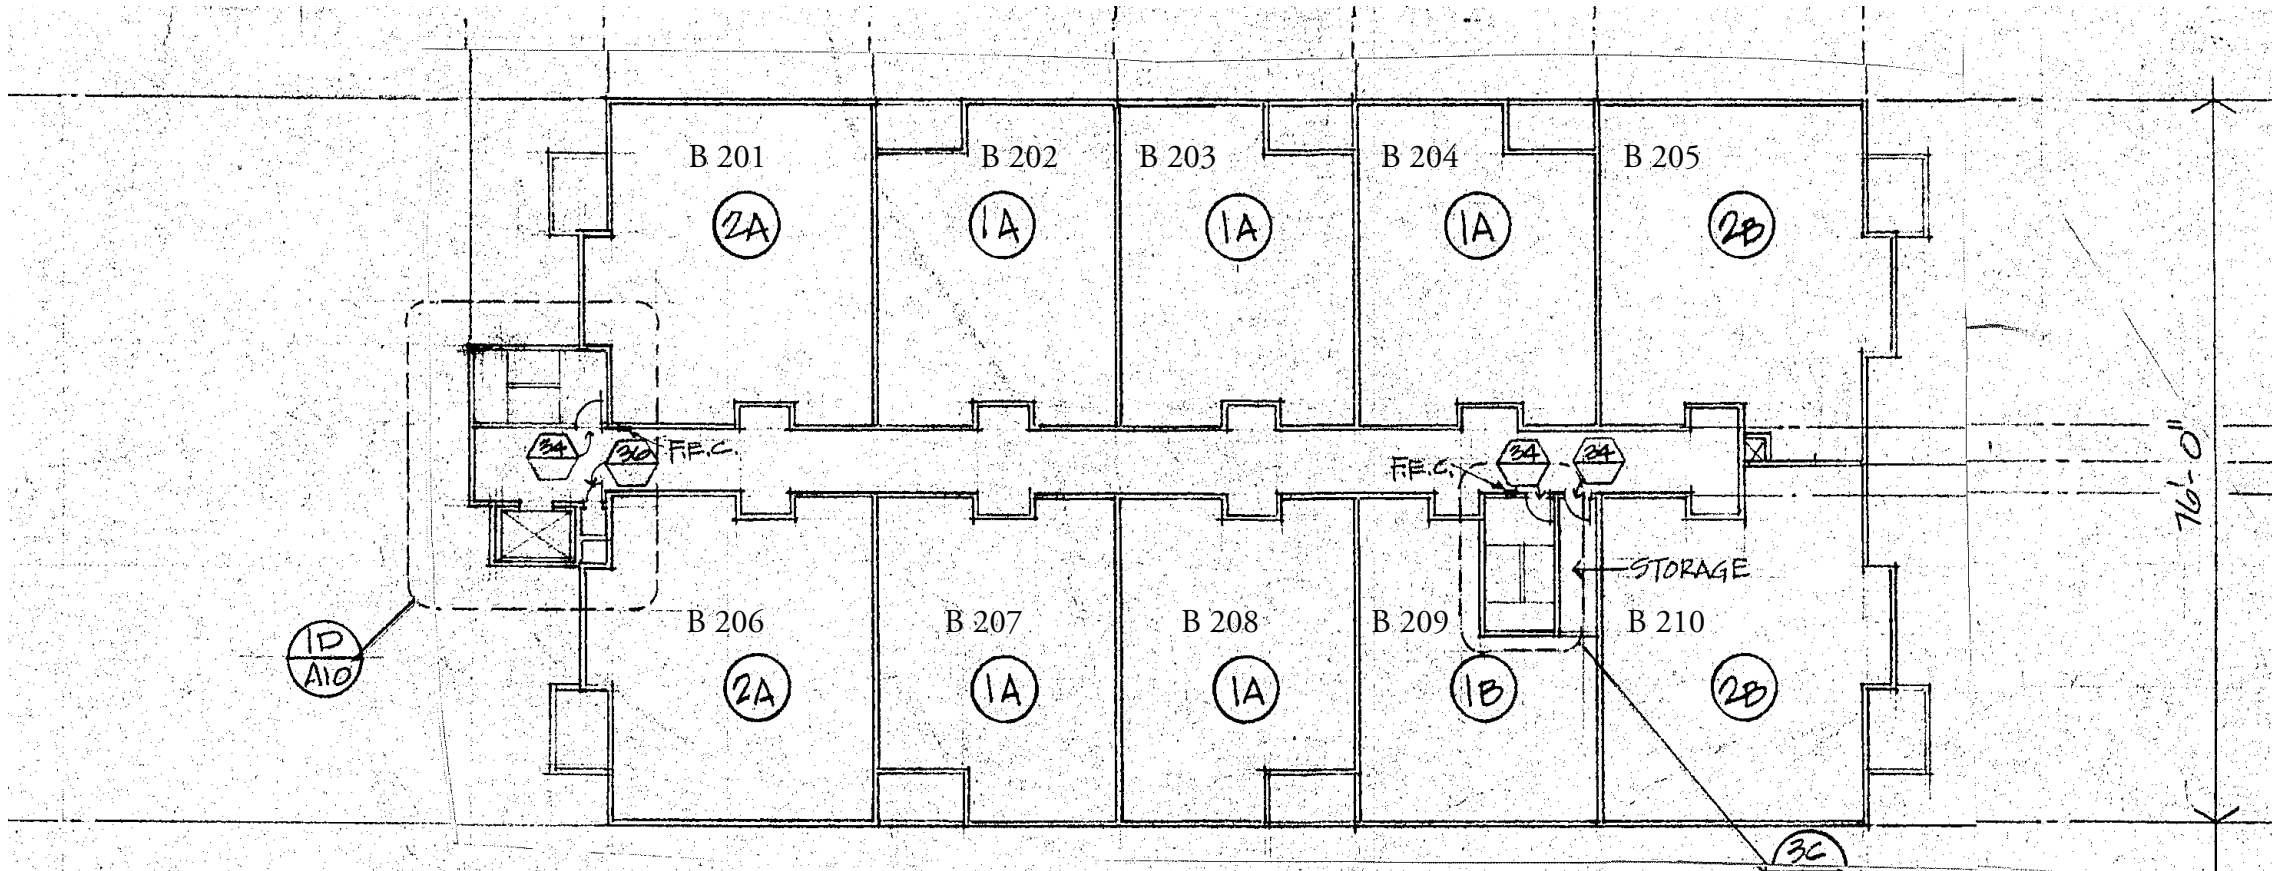 B 201
B 202
B 203
B 204
B 205
2A
1A
1A
1A
2B
34
36
F.E.C.
F.E.C.
34
34
76'-0"
STORAGE
B 206
B 207
B 208
B 209
B 210
1D
A10
2A
1A
1A
1B
2B
3C